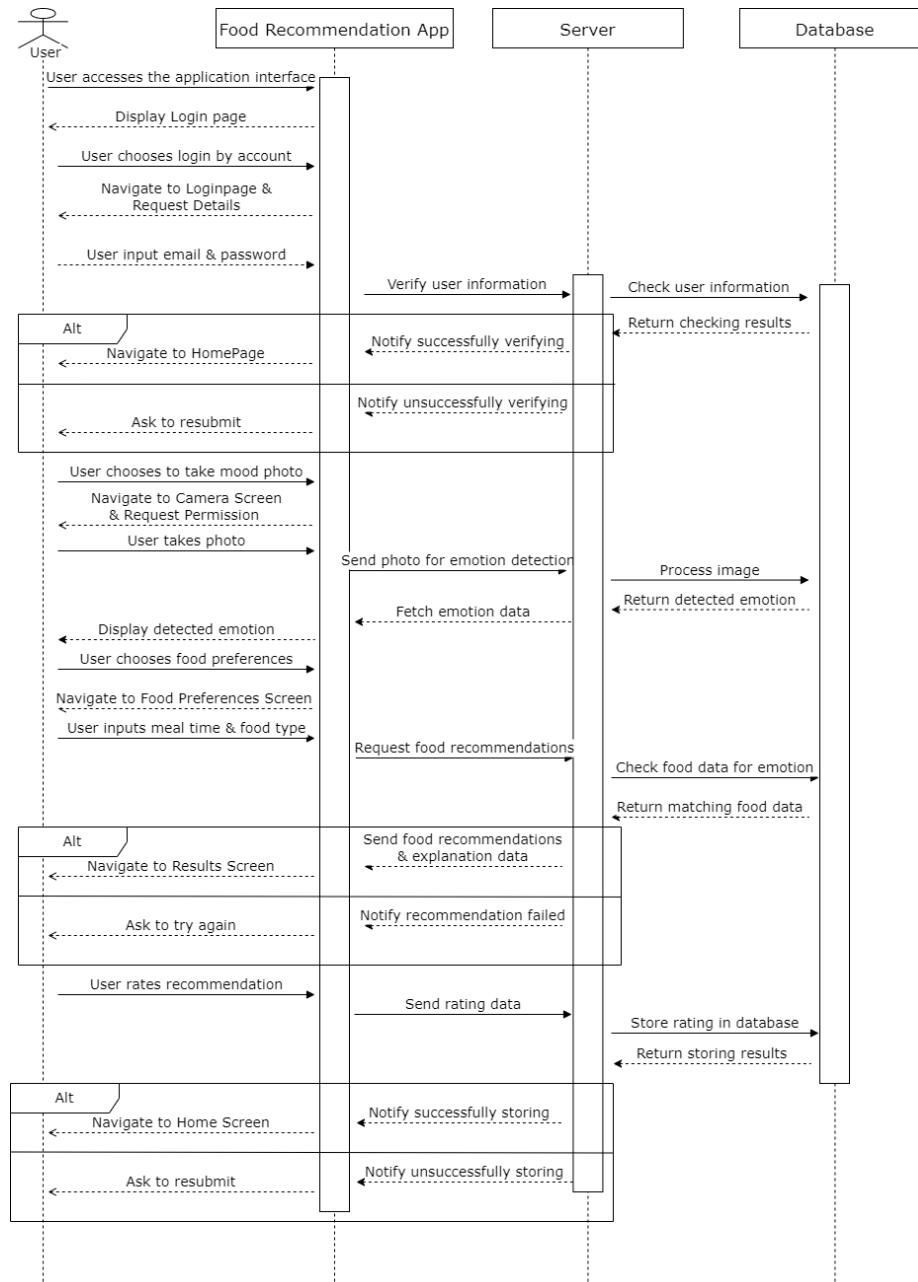 User
Food Recommendation App
Server
Database
User accesses the application interface
Display Login page
User chooses login by account
Navigate to Loginpage &
Request Details
User input email & password
Verify user information
Check user information
Return checking results
Alt
Notify successfully verifying
Navigate to HomePage
Notify unsuccessfully verifying
Ask to resubmit
User chooses to take mood photo
Navigate to Camera Screen
& Request Permission
User takes photo
Send photo for emotion detection
Process image
Return detected emotion
Fetch emotion data
Display detected emotion
User chooses food preferences
Navigate to Food Preferences Screen
User inputs meal time & food type
Request food recommendations
Check food data for emotion
Return matching food data
Alt
Send food recommendations
& explanation data
Navigate to Results Screen
Notify recommendation failed
Ask to try again
User rates recommendation
Send rating data
Store rating in database
Return storing results
Alt
Notify successfully storing
Navigate to Home Screen
Notify unsuccessfully storing
Ask to resubmit